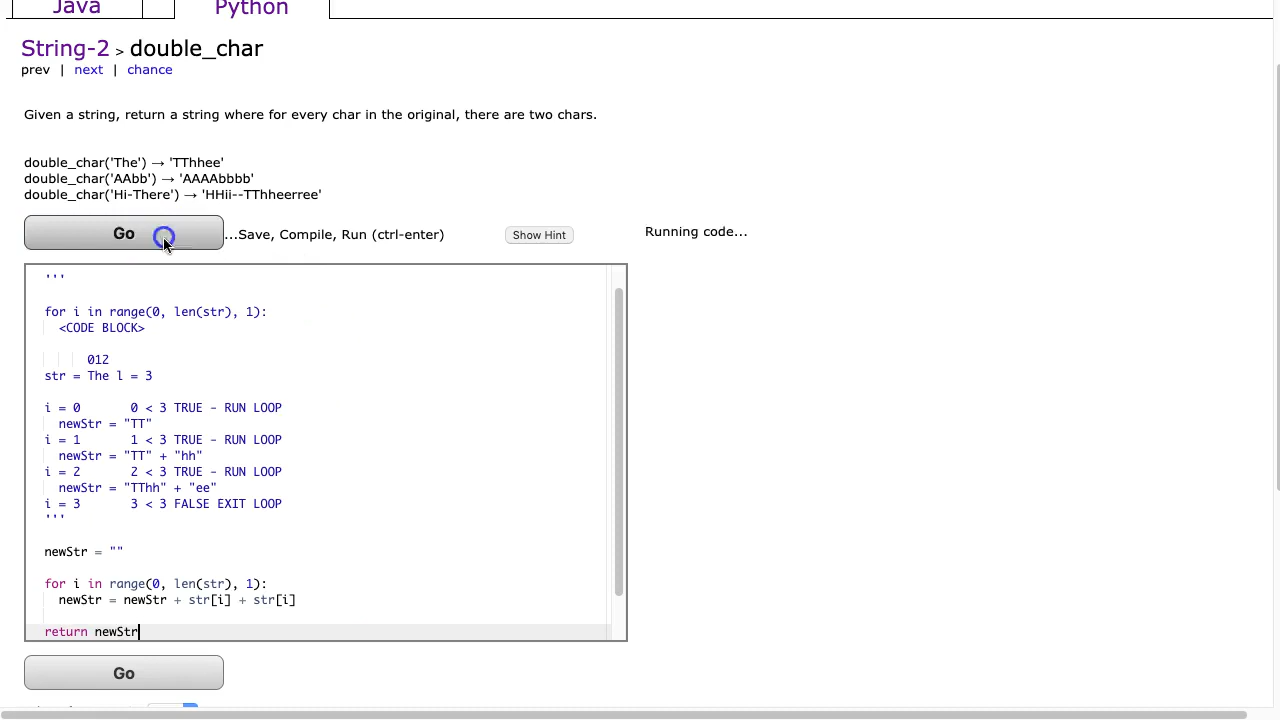 Java Python
String-2 > double_char
prev | next | chance
Given a string, return a string where for every char in the original, there are two chars.
double_char('The') → 'TThhee'
double_char('AAbb') → 'AAAAbbbb'
double_char('Hi-There') → 'HHii--TThheerree'
Go ...Save, Compile, Run (ctrl-enter) Show Hint Running code...
'''
for i in range(0, len(str), 1):
<CODE BLOCK>
012
str = The l = 3
i = 0 0 < 3 TRUE - RUN LOOP
newStr = "TT"
i = 1 1 < 3 TRUE - RUN LOOP
newStr = "TT" + "hh"
i = 2 2 < 3 TRUE - RUN LOOP
newStr = "TThh" + "ee"
i = 3 3 < 3 FALSE EXIT LOOP
'''
newStr = ""
for i in range(0, len(str), 1):
newStr = newStr + str[i] + str[i]
return newStr
Go